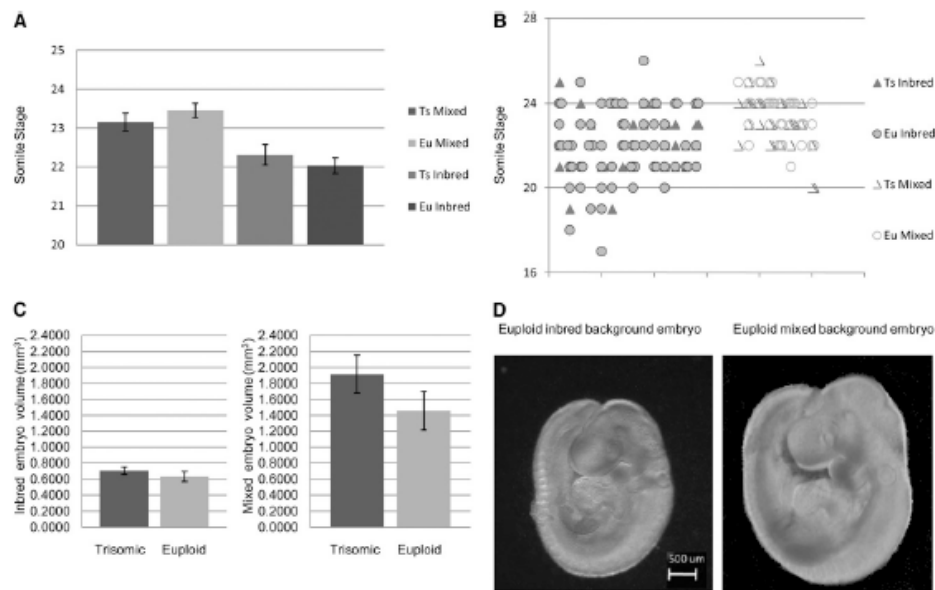 A
Somite Stage
25
24
23
22
21
20
Ts Mixed
Eu Mixed
Ts Inbred
Eu Inbred
B
Somite Stage
28
24
20
16
Ts Inbred
Eu Inbred
Ts Mixed
Eu Mixed
C
Inbred embryo volume (mm³)
2.4000
2.2000
2.0000
1.8000
1.6000
1.4000
1.2000
1.0000
0.8000
0.6000
0.4000
0.2000
0.0000
Trisomic Euploid
Mixed embryo volume (mm³)
2.4000
2.2000
2.0000
1.8000
1.6000
1.4000
1.2000
1.0000
0.8000
0.6000
0.4000
0.2000
0.0000
Trisomic Euploid
D
Euploid inbred background embryo
Euploid mixed background embryo
500 um